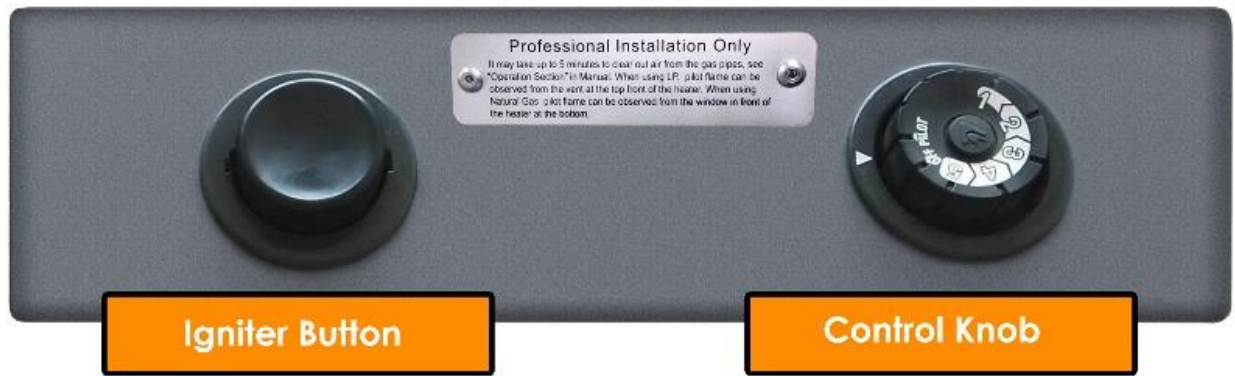 Professional Installation Only
It may take up to 5 minutes to clear out air from the gas pipes, see
"Operation Section" in Manual. When using LP, pilot flame can be
observed from the vent at the top front of the heater. When using
Natural Gas pilot flame can be observed from the window in front of
the heater at the bottom.
OFF PILOT 1 2 3 4 5
Igniter Button
Control Knob